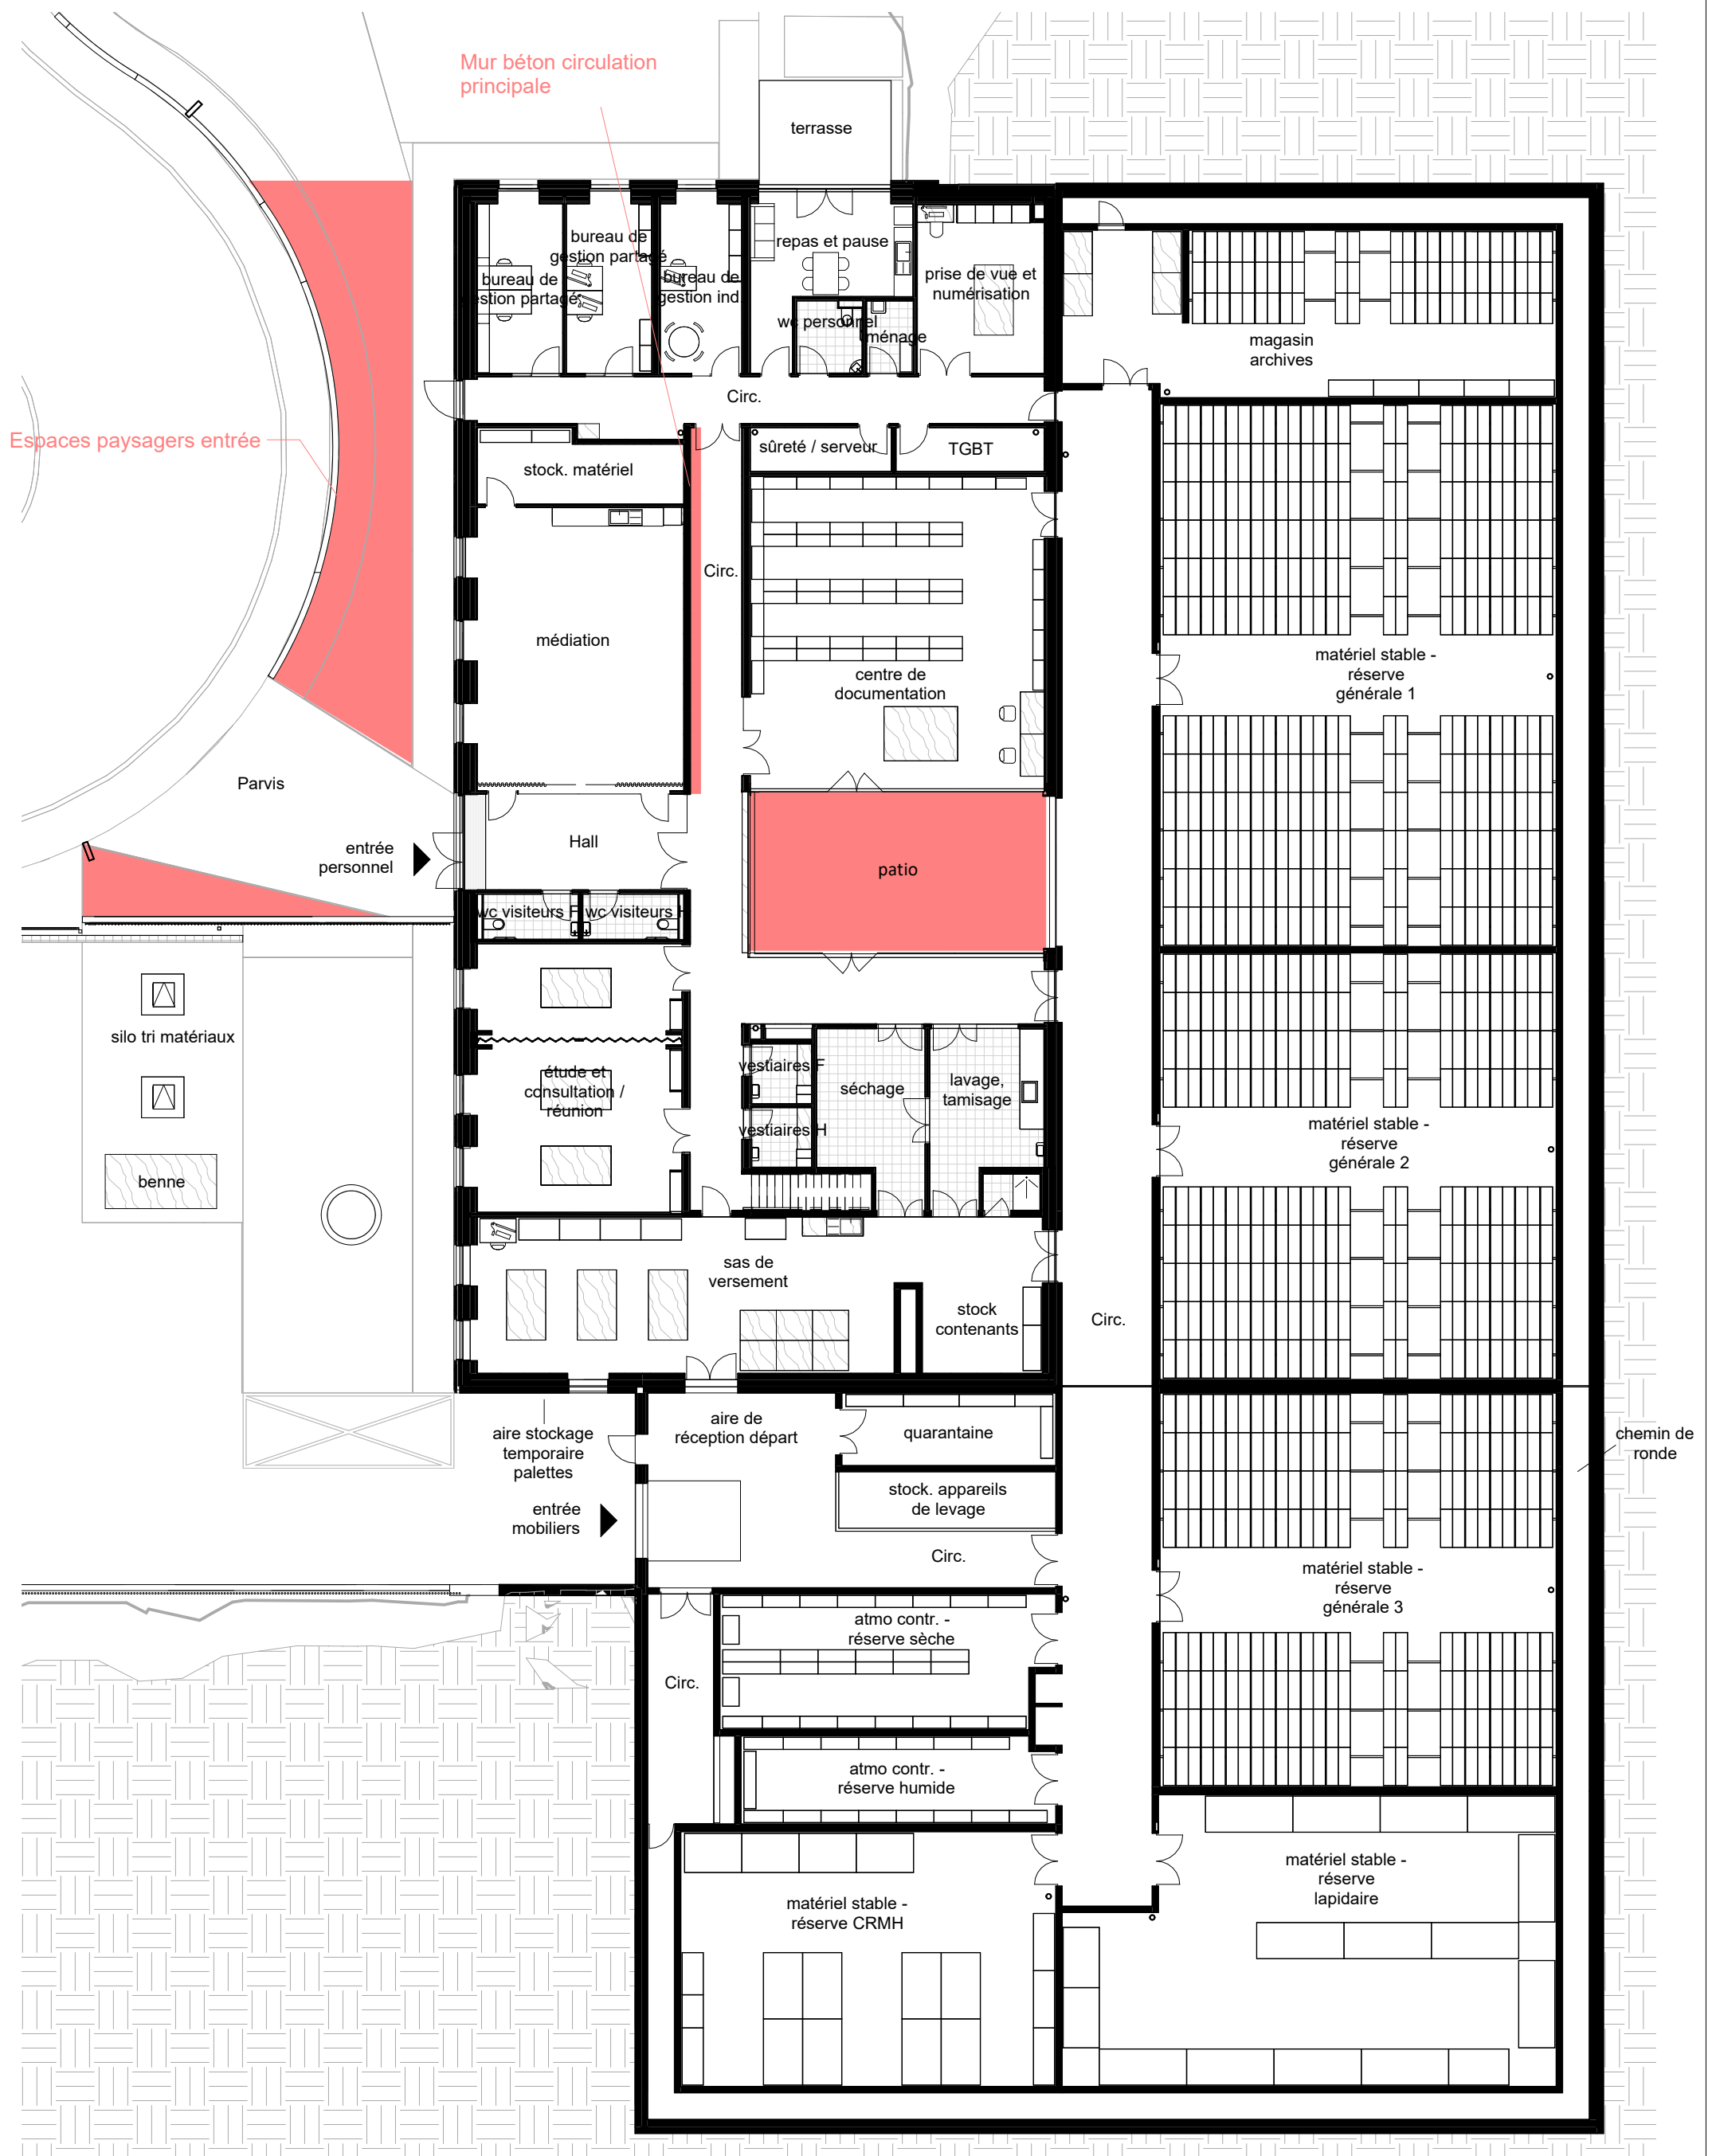 Mur béton circulation
principale
terrasse
bureau de
gestion partagé
repas et pause
bureau de
gestion partagé
bureau de
gestion ind.
prise de vue et
numérisation
wc personnel
ménage
magasin
archives
Circ.
Espaces paysagers entrée
stock. matériel
sûreté / serveur
TGBT
Circ.
médiation
centre de
documentation
matériel stable -
réserve
générale 1
Parvis
entrée
personnel
Hall
patio
wc visiteurs F
wc visiteurs H
silo tri matériaux
étude et
consultation /
réunion
vestiaires F
séchage
lavage,
tamisage
vestiaires H
matériel stable -
réserve
générale 2
benne
sas de
versement
stock
contenants
Circ.
aire stockage
temporaire
palettes
aire de
réception départ
quarantaine
chemin de
ronde
stock. appareils
de levage
entrée
mobiliers
Circ.
matériel stable -
réserve
générale 3
atmo contr. -
réserve sèche
Circ.
atmo contr. -
réserve humide
matériel stable -
réserve CRMH
matériel stable -
réserve
lapidaire